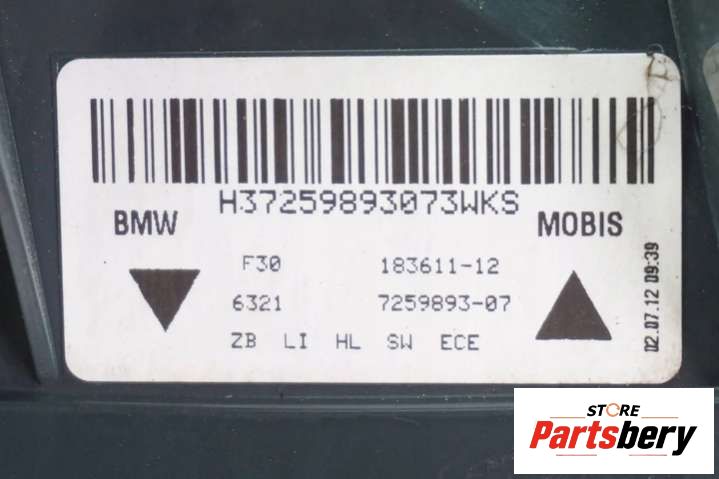 H37259893073WKS
BMW MOBIS
F30 183611-12
6321 7259893-07
ZB LI HL SW ECE
02.07.12 09:39
STORE
Partsbery